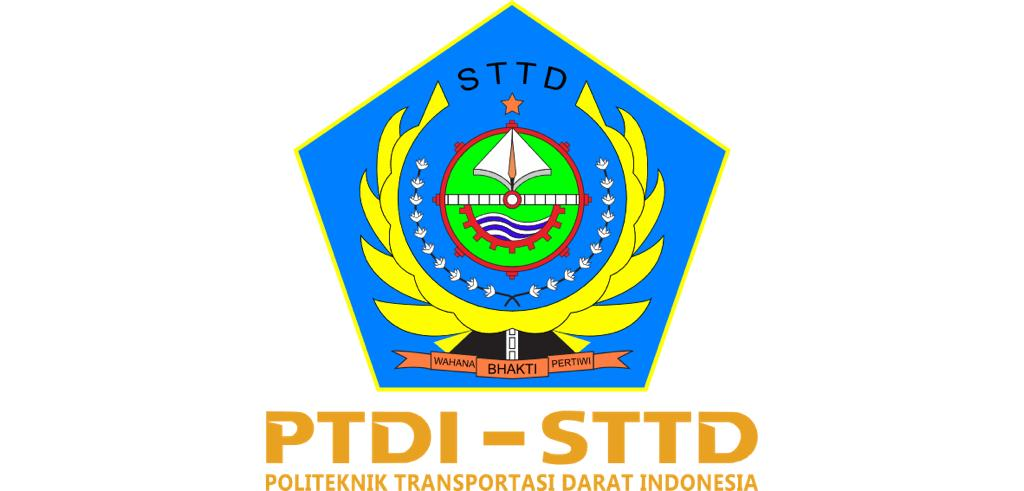 STTD
WAHANA BHAKTI PERTIWI
PTDI – STTD
POLITEKNIK TRANSPORTASI DARAT INDONESIA